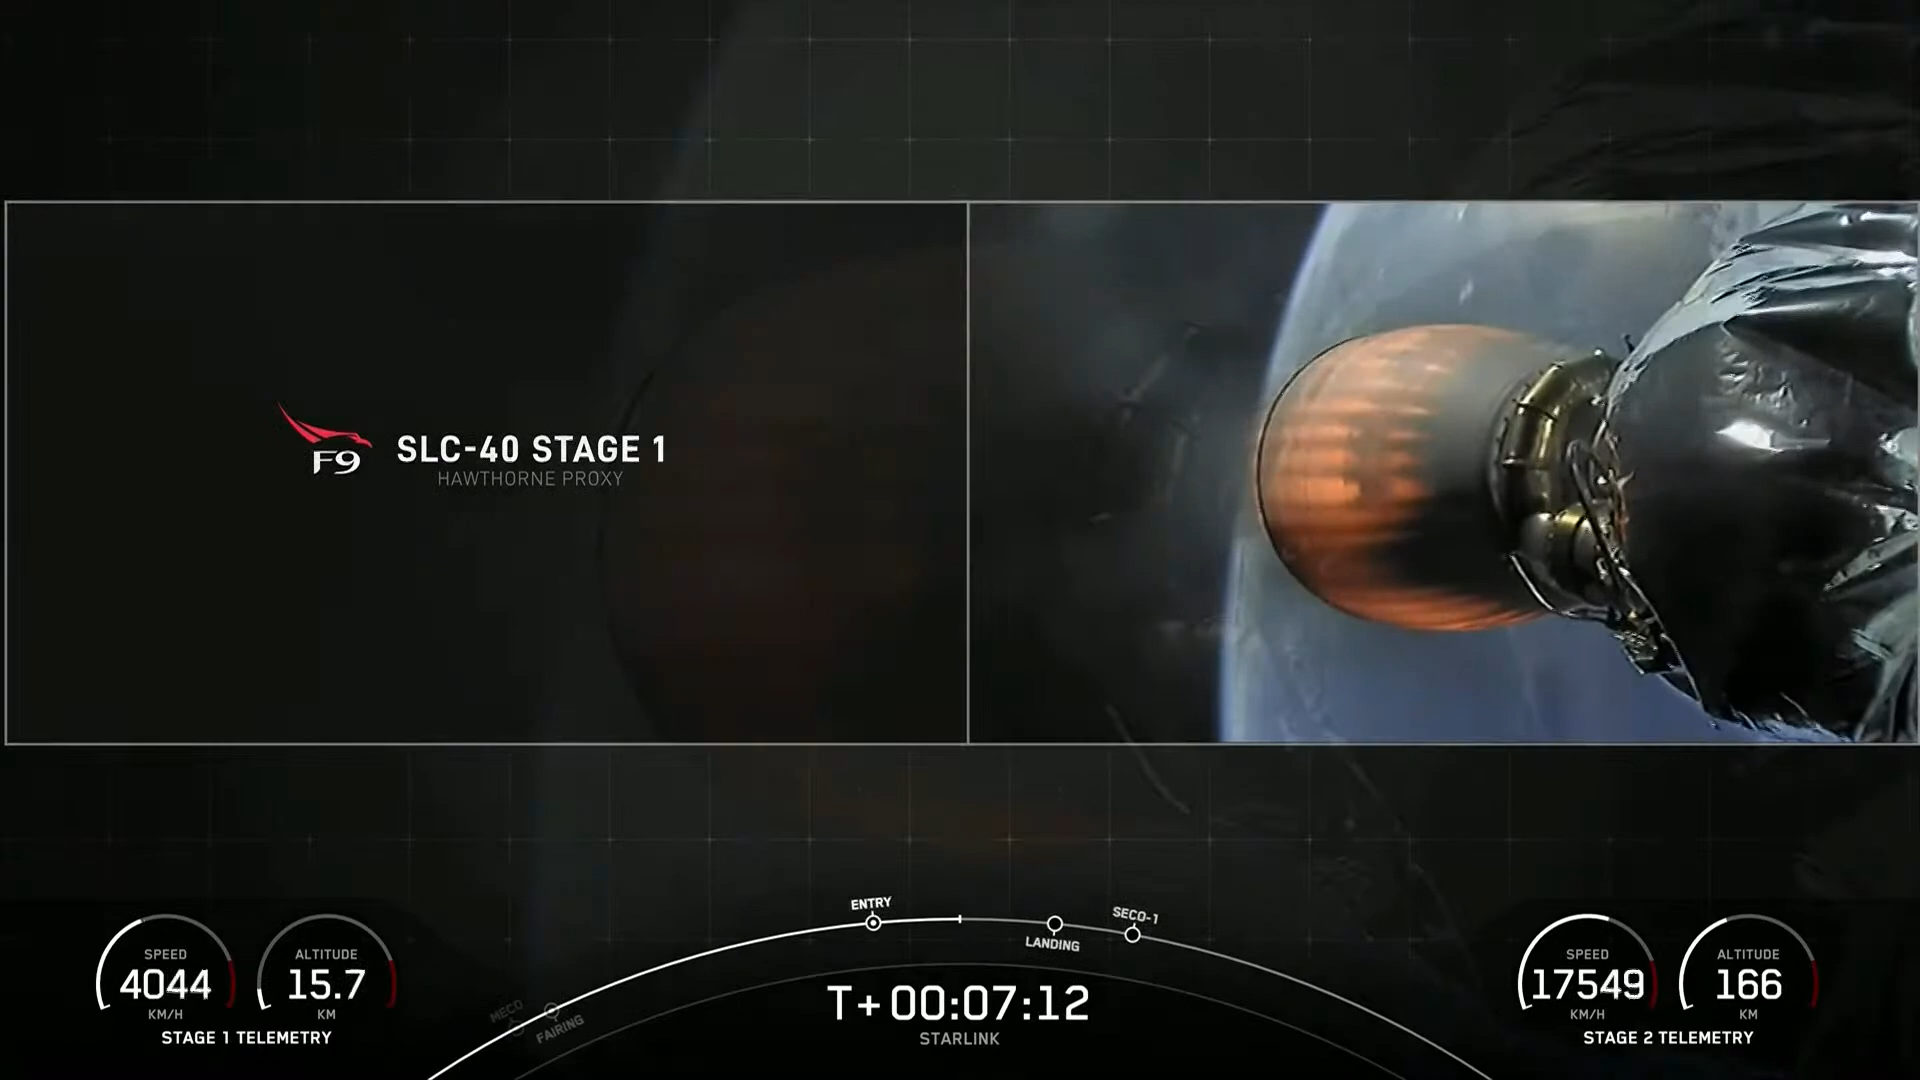 F9
SLC-40 STAGE 1
HAWTHORNE PROXY
ENTRY
SECO-1
LANDING
MECO
FAIRING
SPEED
4044
KM/H
ALTITUDE
15.7
KM
STAGE 1 TELEMETRY
T+00:07:12
STARLINK
SPEED
17549
KM/H
ALTITUDE
166
KM
STAGE 2 TELEMETRY